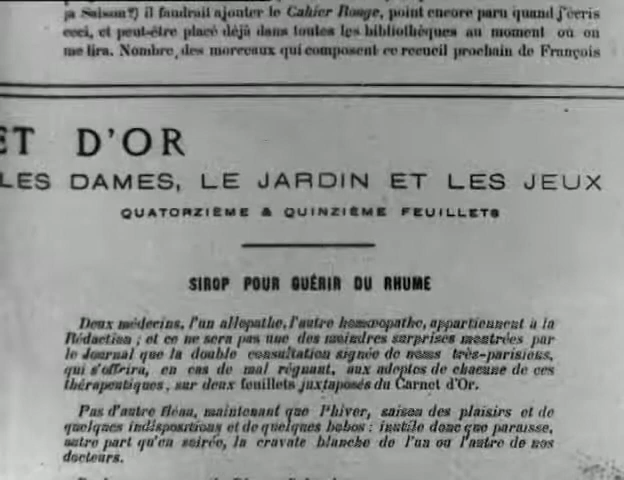 la Saison?) il faudrait ajouter le Cahier Rouge, point encore paru quand j'écris
ceci, et peut-être placé déjà dans toutes les bibliothèques au moment où on
me lira. Nombre des morceaux qui composent ce recueil prochain de François
ET D'OR
LES DAMES, LE JARDIN ET LES JEUX
QUATORZIÈME & QUINZIÈME FEUILLETS
SIROP POUR GUÉRIR DU RHUME
Deux médecins, l'un allopathe, l'autre homœopathe, appartiennent à la
Rédaction ; et ce ne sera pas une des moindres surprises montrées par
le Journal que la double consultation signée de noms très-parisiens,
qui s'offrira, en cas de mal régnant, aux adeptes de chacune de ces
thérapeutiques, sur deux feuillets juxtaposés du Carnet d'Or.
Pas d'autre fléau, maintenant que l'hiver, saison des plaisirs et de
quelques indispositions et de quelques bobos : inutile donc que paraisse,
autre part qu'en soirée, la cravate blanche de l'un ou l'autre de nos
docteurs.